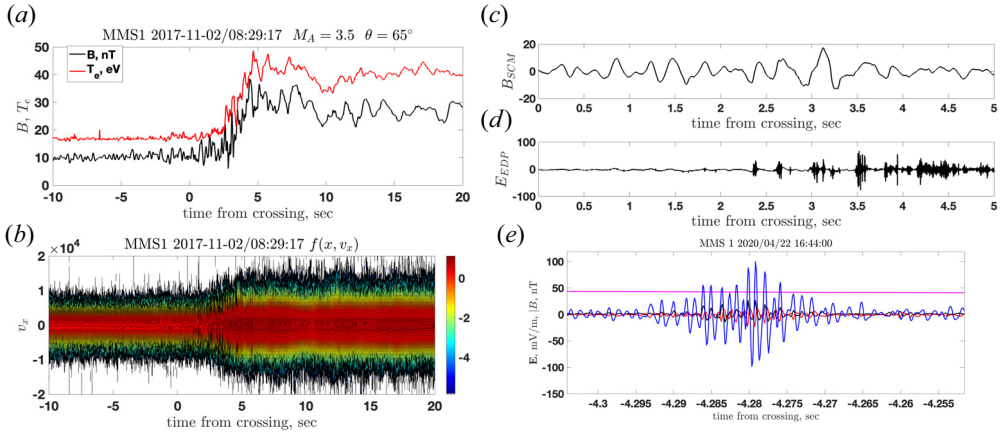 (a)
MMS1 2017-11-02/08:29:17 M_A = 3.5 θ = 65°
B, nT
T_e, eV
B, T_e
50
40
30
20
10
0
-10 -5 0 5 10 15 20
time from crossing, sec
(b)
MMS1 2017-11-02/08:29:17 f(x, v_x)
×10⁴
v_x
2
1
0
-1
-2
-10 -5 0 5 10 15 20
time from crossing, sec
0
-2
-4
-6
(c)
B_SCM
20
0
-20
0 0.5 1 1.5 2 2.5 3 3.5 4 4.5 5
time from crossing, sec
(d)
E_EDP
100
0
-100
0 0.5 1 1.5 2 2.5 3 3.5 4 4.5 5
time from crossing, sec
(e)
MMS 1 2020/04/22 16:44:00
E, mV/m, |B, nT
100
50
0
-50
-100
-150
-4.3 -4.295 -4.29 -4.285 -4.28 -4.275 -4.27 -4.265 -4.26 -4.255
time from crossing, sec